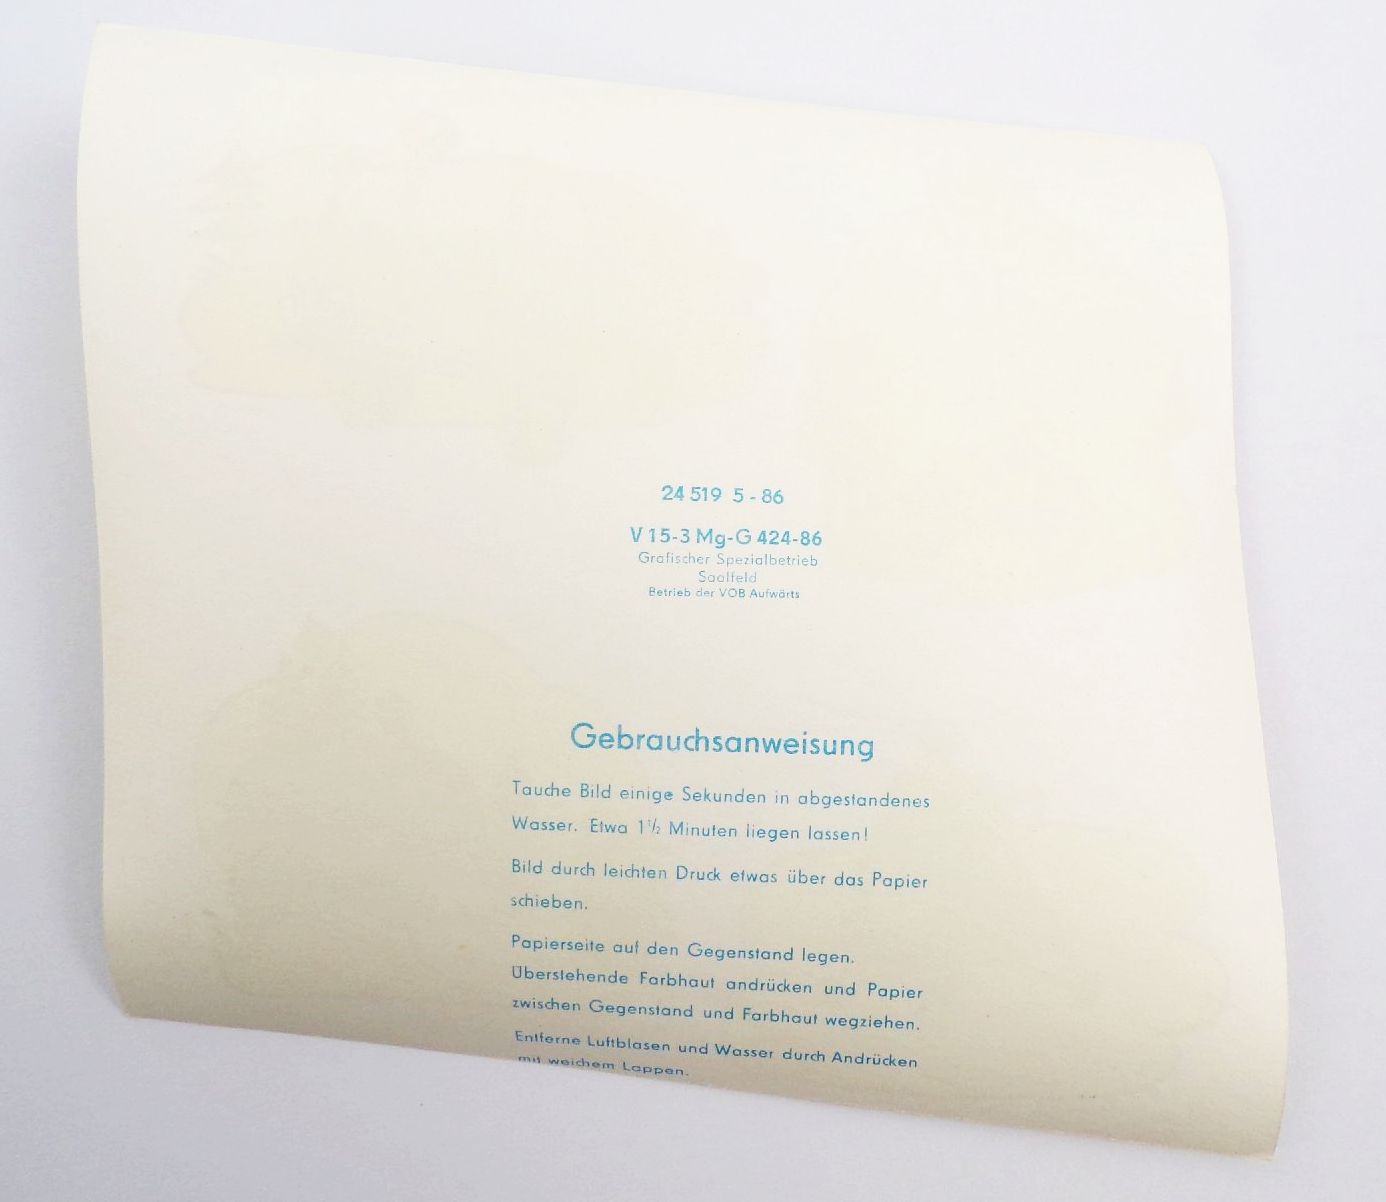 24 519 5 - 86
V 15-3 Mg-G 424-86
Grafischer Spezialbetrieb
Saalfeld
Betrieb der VOB Aufwärts
Gebrauchsanweisung
Tauche Bild einige Sekunden in abgestandenes
Wasser. Etwa 1 1/2 Minuten liegen lassen!
Bild durch leichten Druck etwas über das Papier
schieben.
Papierseite auf den Gegenstand legen.
Überstehende Farbhaut andrücken und Papier
zwischen Gegenstand und Farbhaut wegziehen.
Entferne Luftblasen und Wasser durch Andrücken
mit weichem Lappen.